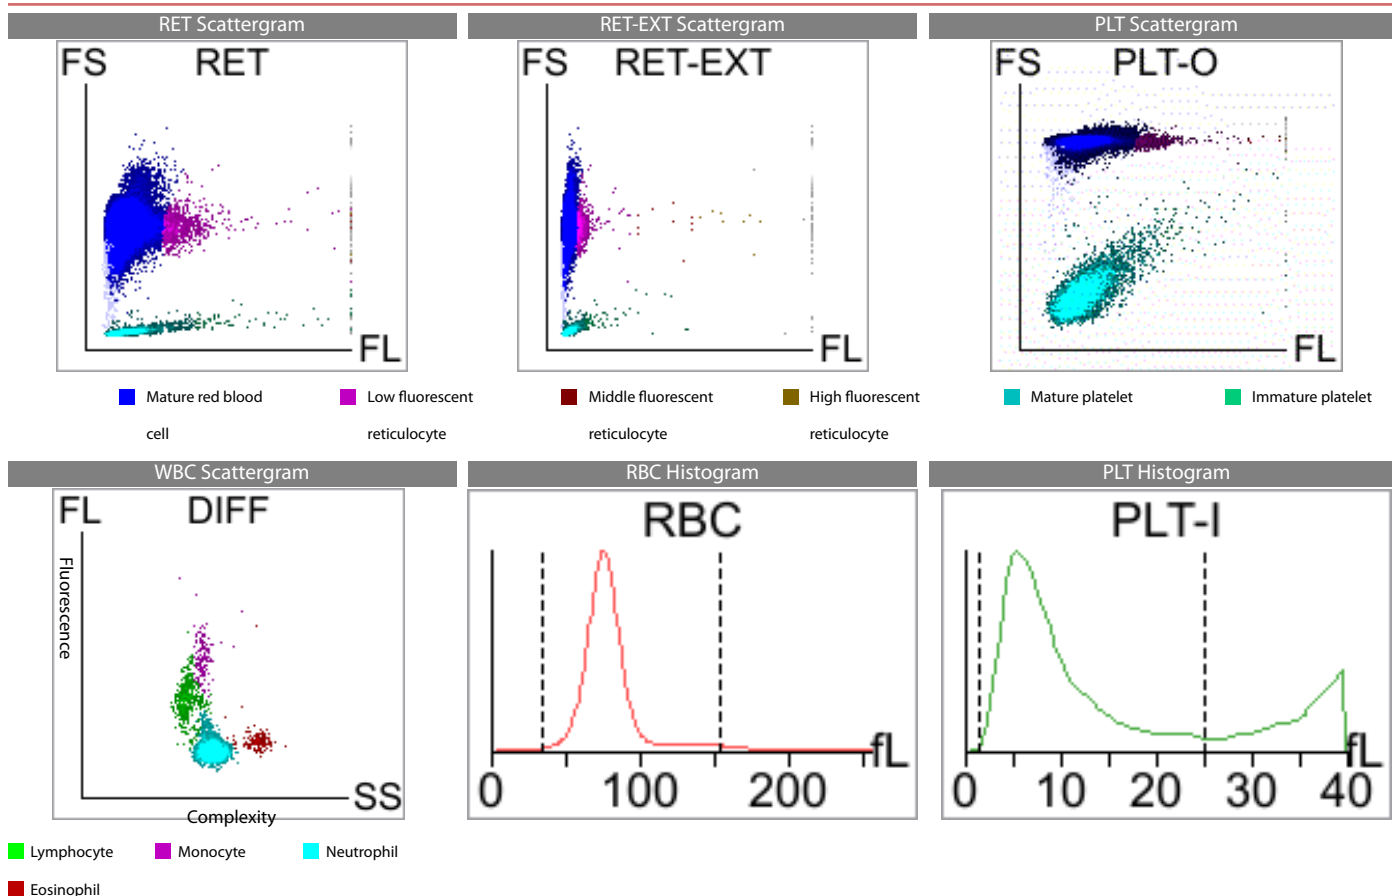 RET Scattergram
RET-EXT Scattergram
PLT Scattergram
FS RET
FL
FS RET-EXT
FL
FS PLT-O
FL
Mature red blood
cell
Low fluorescent
reticulocyte
Middle fluorescent
reticulocyte
High fluorescent
reticulocyte
Mature platelet
Immature platelet
WBC Scattergram
RBC Histogram
PLT Histogram
FL DIFF
Fluorescence
SS
Complexity
RBC
fL
0 100 200
PLT-I
fL
0 10 20 30 40
Lymphocyte
Monocyte
Neutrophil
Eosinophil